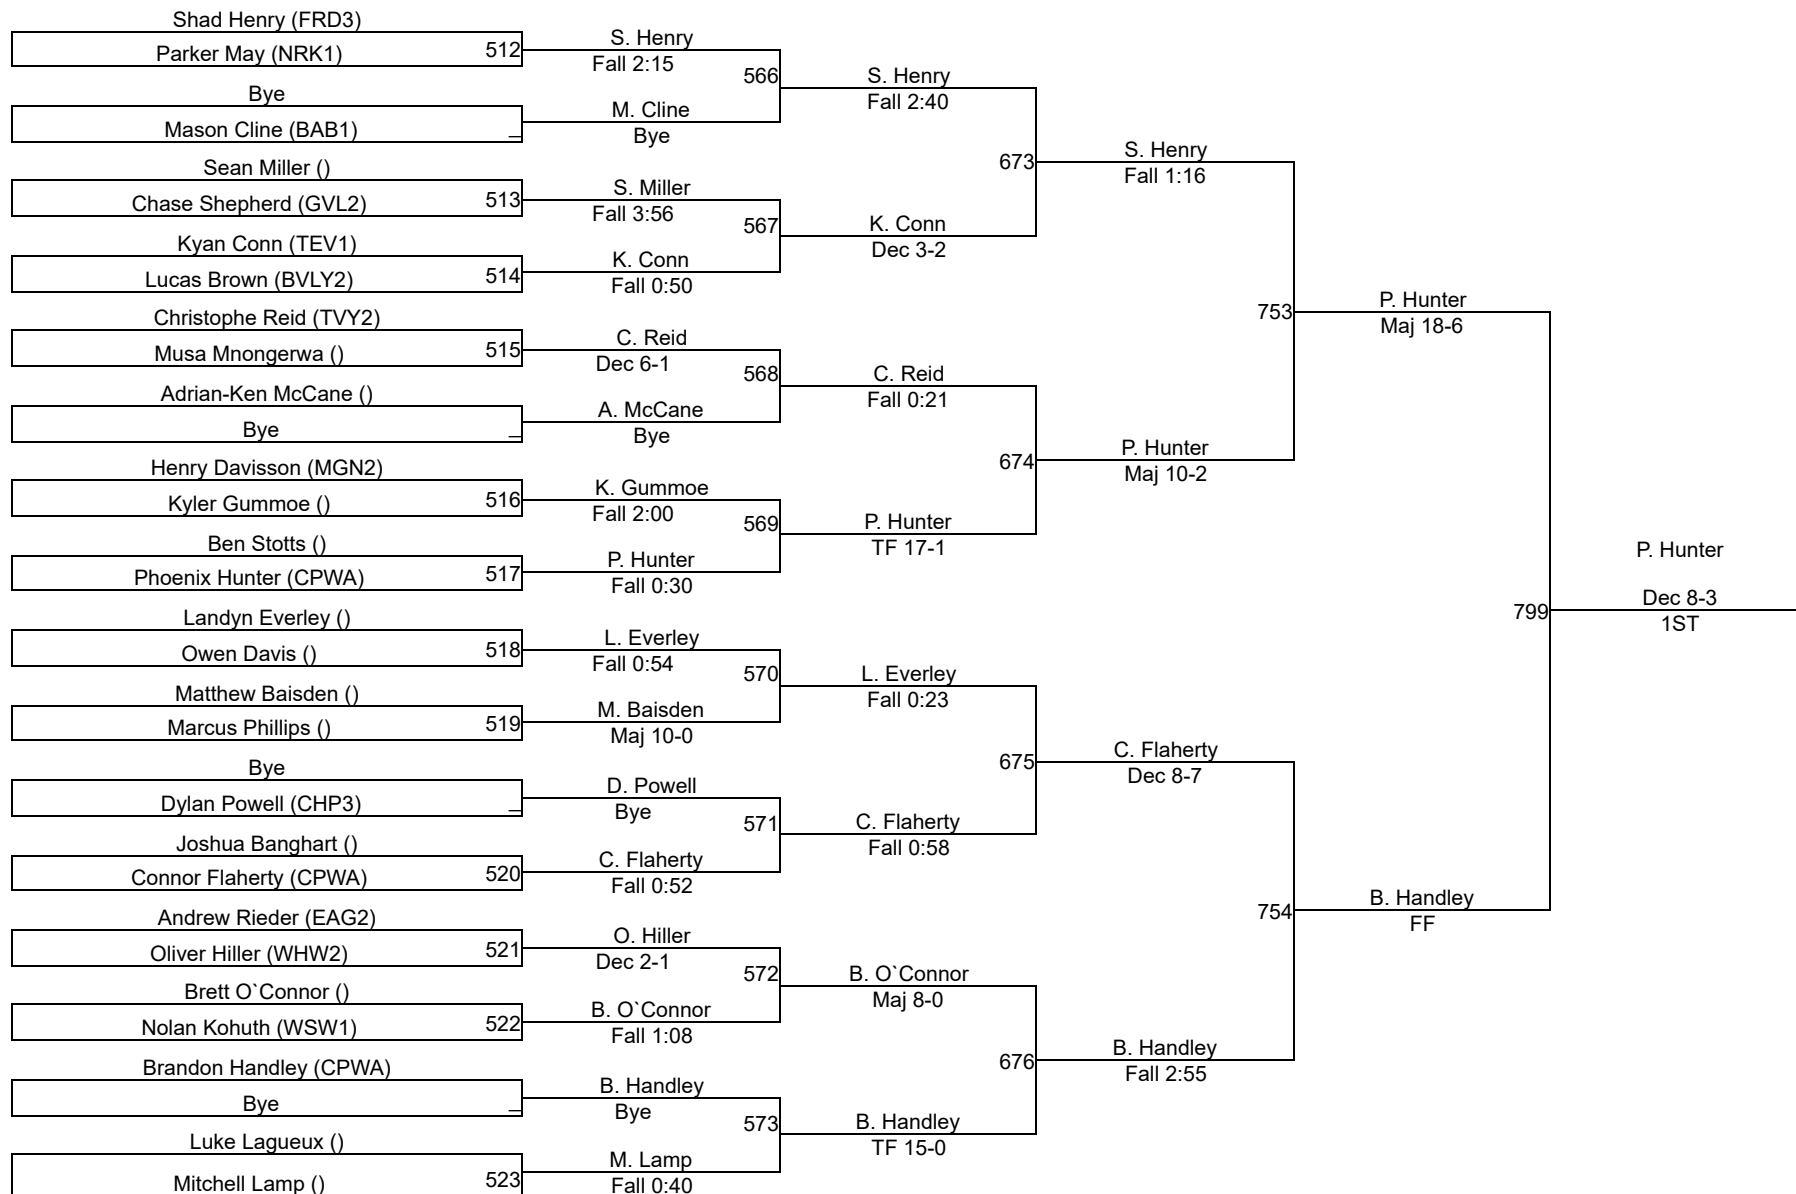 Shad Henry (FRD3)
Parker May (NRK1)
512
Bye
Mason Cline (BAB1)
_
Sean Miller ()
Chase Shepherd (GVL2)
513
Kyan Conn (TEV1)
Lucas Brown (BVLY2)
514
Christophe Reid (TVY2)
Musa Mnongerwa ()
515
Adrian-Ken McCane ()
Bye
_
Henry Davisson (MGN2)
Kyler Gummoe ()
516
Ben Stotts ()
Phoenix Hunter (CPWA)
517
Landyn Everley ()
Owen Davis ()
518
Matthew Baisden ()
Marcus Phillips ()
519
Bye
Dylan Powell (CHP3)
_
Joshua Banghart ()
Connor Flaherty (CPWA)
520
Andrew Rieder (EAG2)
Oliver Hiller (WHW2)
521
Brett O`Connor ()
Nolan Kohuth (WSW1)
522
Brandon Handley (CPWA)
Bye
_
Luke Lagueux ()
Mitchell Lamp ()
523
S. Henry
Fall 2:15
566
M. Cline
Bye
S. Miller
Fall 3:56
567
K. Conn
Fall 0:50
C. Reid
Dec 6-1
568
A. McCane
Bye
K. Gummoe
Fall 2:00
569
P. Hunter
Fall 0:30
L. Everley
Fall 0:54
570
M. Baisden
Maj 10-0
D. Powell
Bye
571
C. Flaherty
Fall 0:52
O. Hiller
Dec 2-1
572
B. O`Connor
Fall 1:08
B. Handley
Bye
573
M. Lamp
Fall 0:40
S. Henry
Fall 2:40
673
K. Conn
Dec 3-2
C. Reid
Fall 0:21
674
P. Hunter
TF 17-1
L. Everley
Fall 0:23
675
C. Flaherty
Fall 0:58
B. O`Connor
Maj 8-0
676
B. Handley
TF 15-0
S. Henry
Fall 1:16
753
P. Hunter
Maj 10-2
C. Flaherty
Dec 8-7
754
B. Handley
Fall 2:55
P. Hunter
Maj 18-6
799
B. Handley
FF
P. Hunter
Dec 8-3
1ST